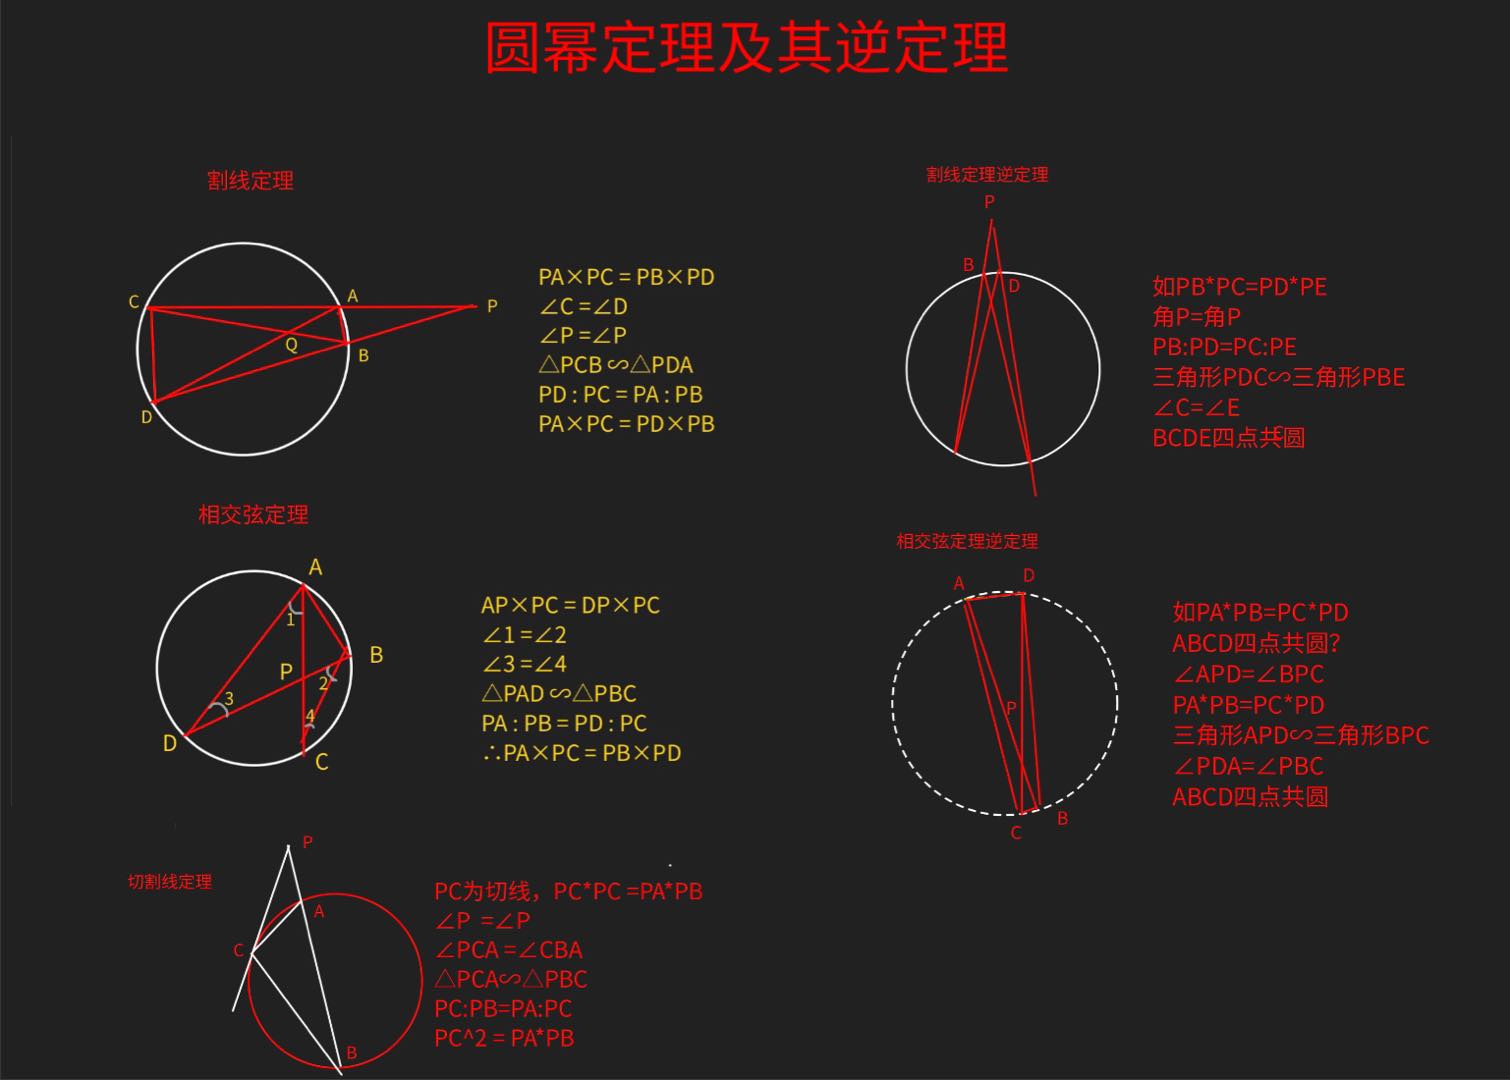 圆幂定理及其逆定理
割线定理
C
A
P
Q
B
D
PA×PC = PB×PD
∠C =∠D
∠P =∠P
△PCB ∽△PDA
PD : PC = PA : PB
PA×PC = PD×PB
割线定理逆定理
P
B
D
如PB*PC=PD*PE
角P=角P
PB:PD=PC:PE
三角形PDC∽三角形PBE
∠C=∠E
BCDE四点共圆
C
相交弦定理
A
1
B
P
2
3
4
D
C
AP×PC = DP×PC
∠1 =∠2
∠3 =∠4
△PAD ∽△PBC
PA : PB = PD : PC
∴PA×PC = PB×PD
相交弦定理逆定理
A
D
P
C
B
如PA*PB=PC*PD
ABCD四点共圆?
∠APD=∠BPC
PA*PB=PC*PD
三角形APD∽三角形BPC
∠PDA=∠PBC
ABCD四点共圆
切割线定理
P
A
C
B
PC为切线，PC*PC =PA*PB
∠P =∠P
∠PCA =∠CBA
△PCA∽△PBC
PC:PB=PA:PC
PC^2 = PA*PB